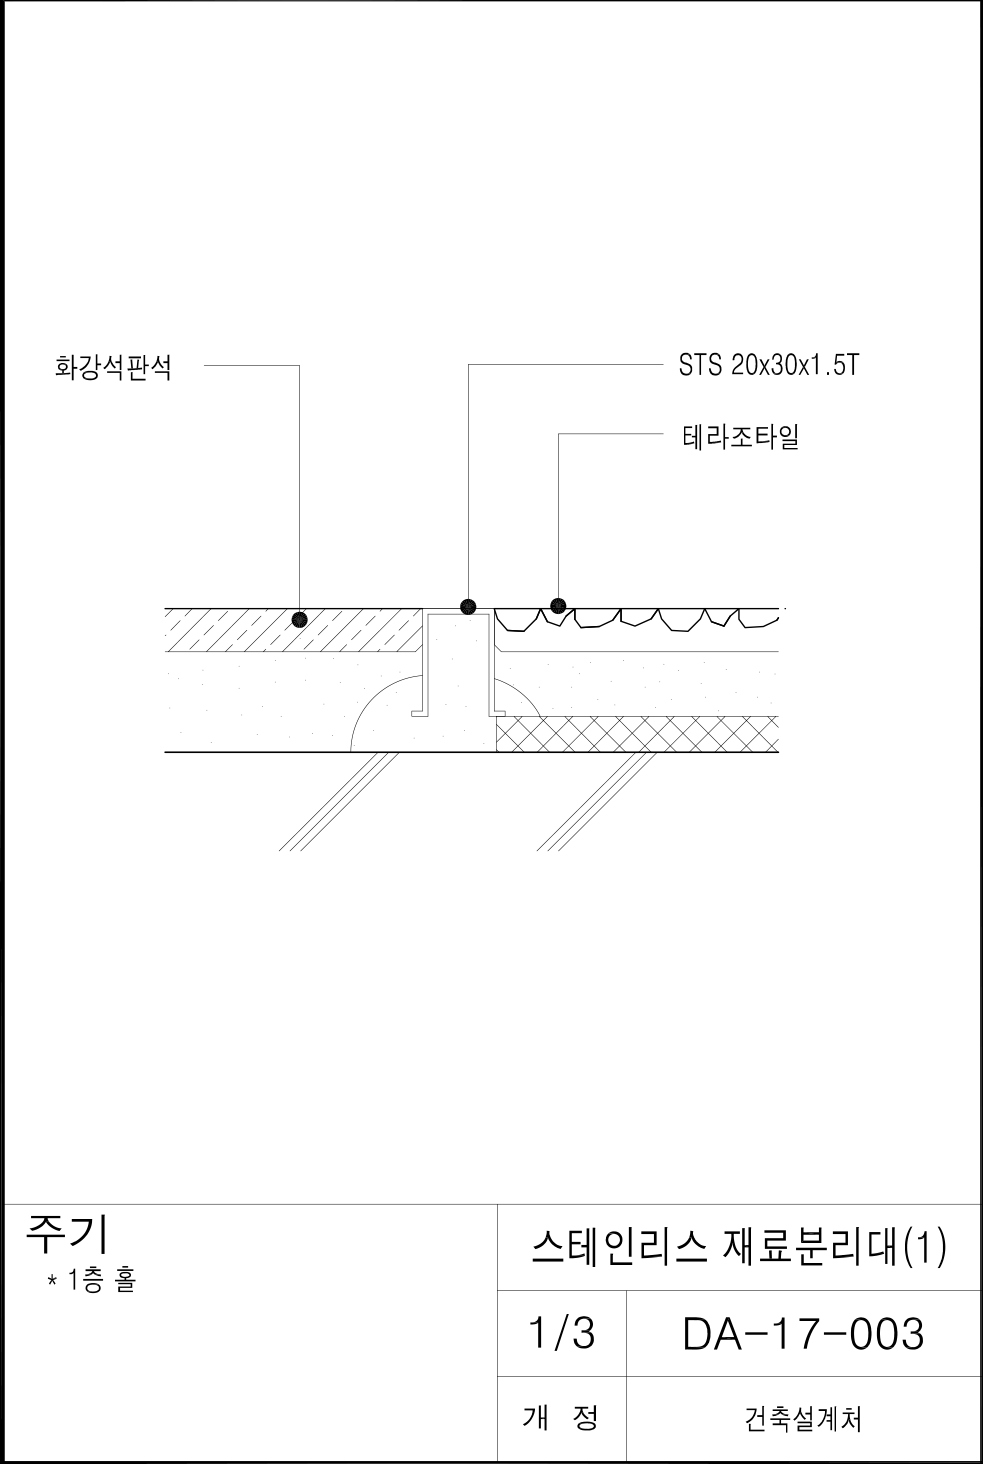 화강석판석
STS 20x30x1.5T
테라조타일
주기
* 1층 홀
스테인리스 재료분리대(1)
1/3
DA-17-003
개 정
건축설계처